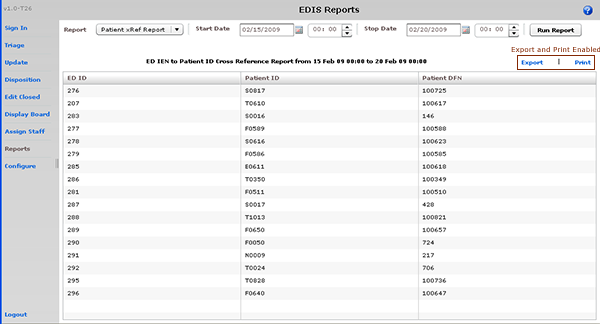 v1.0-T26
EDIS Reports
?
Sign In
Triage
Update
Disposition
Edit Closed
Display Board
Assign Staff
Reports
Configure
Logout
Report Patient xRef Report Start Date 02/15/2009 00: 00 Stop Date 02/20/2009 00: 00 Run Report
Export and Print Enabled
ED IEN to Patient ID Cross Reference Report from 15 Feb 09 00:00 to 20 Feb 09 00:00
Export | Print
ED ID Patient ID Patient DFN
276 S0817 100725
207 T0610 100617
283 S0016 146
277 F0589 100588
278 S0616 100623
279 F0586 100585
285 E0611 100618
286 T0350 100349
281 F0511 100510
287 S0017 428
288 T1013 100821
289 F0650 100657
290 F0050 724
291 N0009 217
292 T0024 706
295 T0828 100736
296 F0640 100647